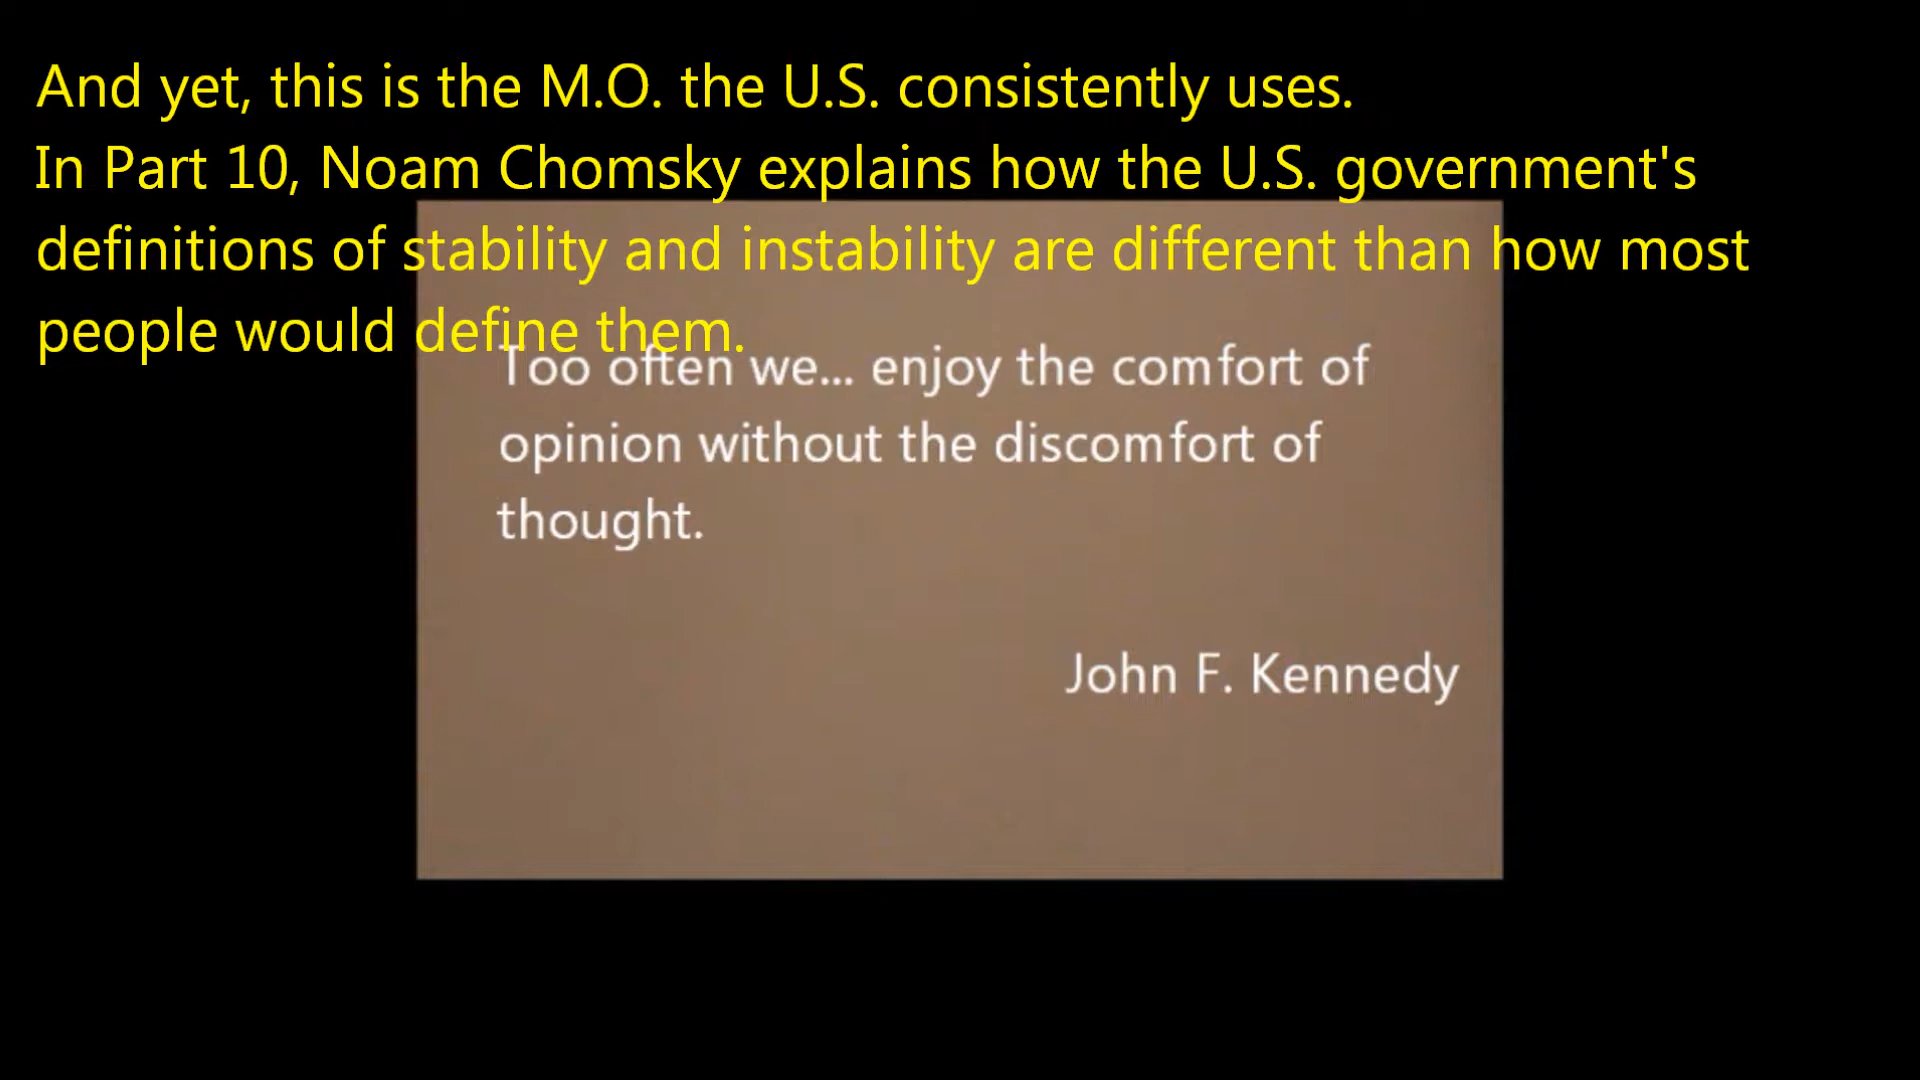 And yet, this is the M.O. the U.S. consistently uses.
In Part 10, Noam Chomsky explains how the U.S. government's
definitions of stability and instability are different than how most
people would define them.
Too often we... enjoy the comfort of
opinion without the discomfort of
thought.
John F. Kennedy